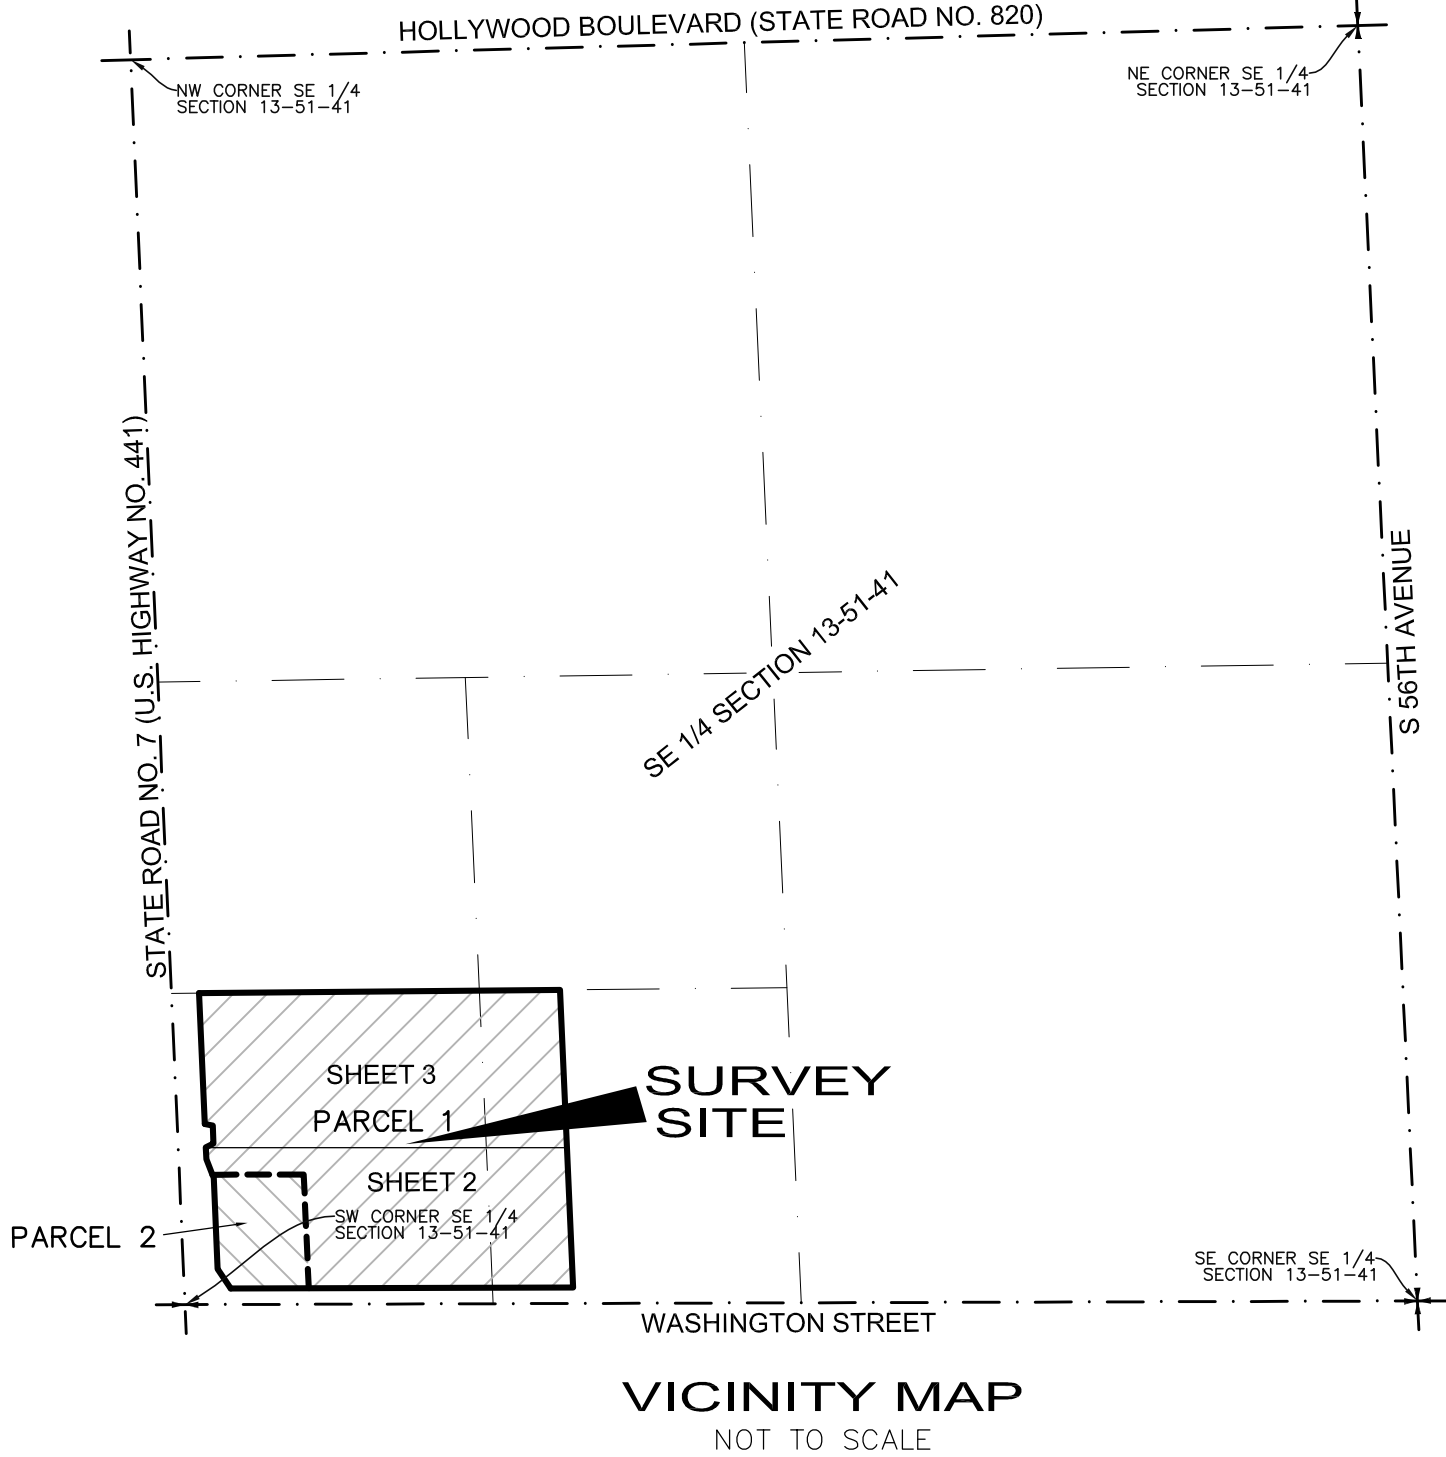 HOLLYWOOD BOULEVARD (STATE ROAD NO. 820)
NW CORNER SE 1/4
SECTION 13-51-41
NE CORNER SE 1/4
SECTION 13-51-41
STATE ROAD NO. 7 (U.S. HIGHWAY NO. 441)
S 56TH AVENUE
SE 1/4 SECTION 13-51-41
SHEET 3
PARCEL 1
SURVEY
SITE
SHEET 2
SW CORNER SE 1/4
SECTION 13-51-41
PARCEL 2
SE CORNER SE 1/4
SECTION 13-51-41
WASHINGTON STREET
VICINITY MAP
NOT TO SCALE